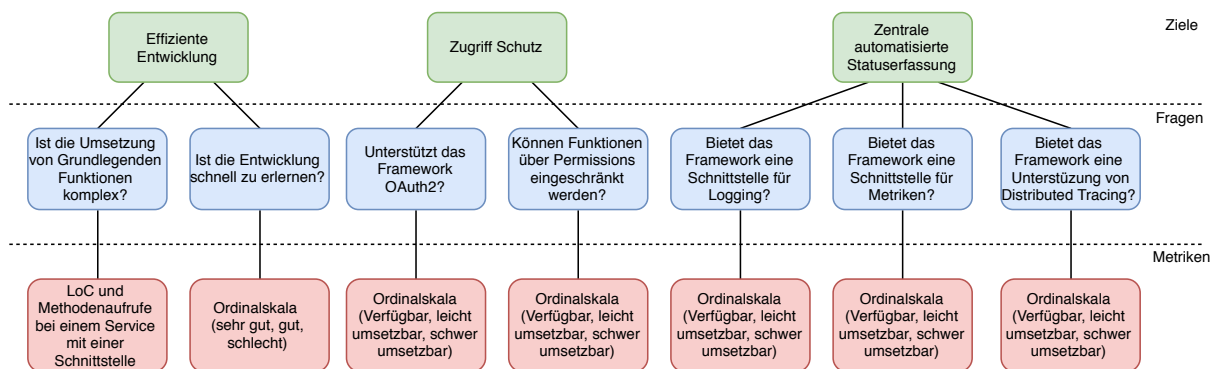 Effiziente
Entwicklung
Zugriff Schutz
Zentrale
automatisierte
Statuserfassung
Ziele
Fragen
Ist die Umsetzung
von Grundlegenden
Funktionen
komplex?
Ist die Entwicklung
schnell zu erlernen?
Unterstützt das
Framework
OAuth2?
Können Funktionen
über Permissions
eingeschränkt
werden?
Bietet das
Framework eine
Schnittstelle für
Logging?
Bietet das
Framework eine
Schnittstelle für
Metriken?
Bietet das
Framework eine
Unterstüzung von
Distributed Tracing?
Metriken
LoC und
Methodenaufrufe
bei einem Service
mit einer
Schnittstelle
Ordinalskala
(sehr gut, gut,
schlecht)
Ordinalskala
(Verfügbar, leicht
umsetzbar, schwer
umsetzbar)
Ordinalskala
(Verfügbar, leicht
umsetzbar, schwer
umsetzbar)
Ordinalskala
(Verfügbar, leicht
umsetzbar, schwer
umsetzbar)
Ordinalskala
(Verfügbar, leicht
umsetzbar, schwer
umsetzbar)
Ordinalskala
(Verfügbar, leicht
umsetzbar, schwer
umsetzbar)